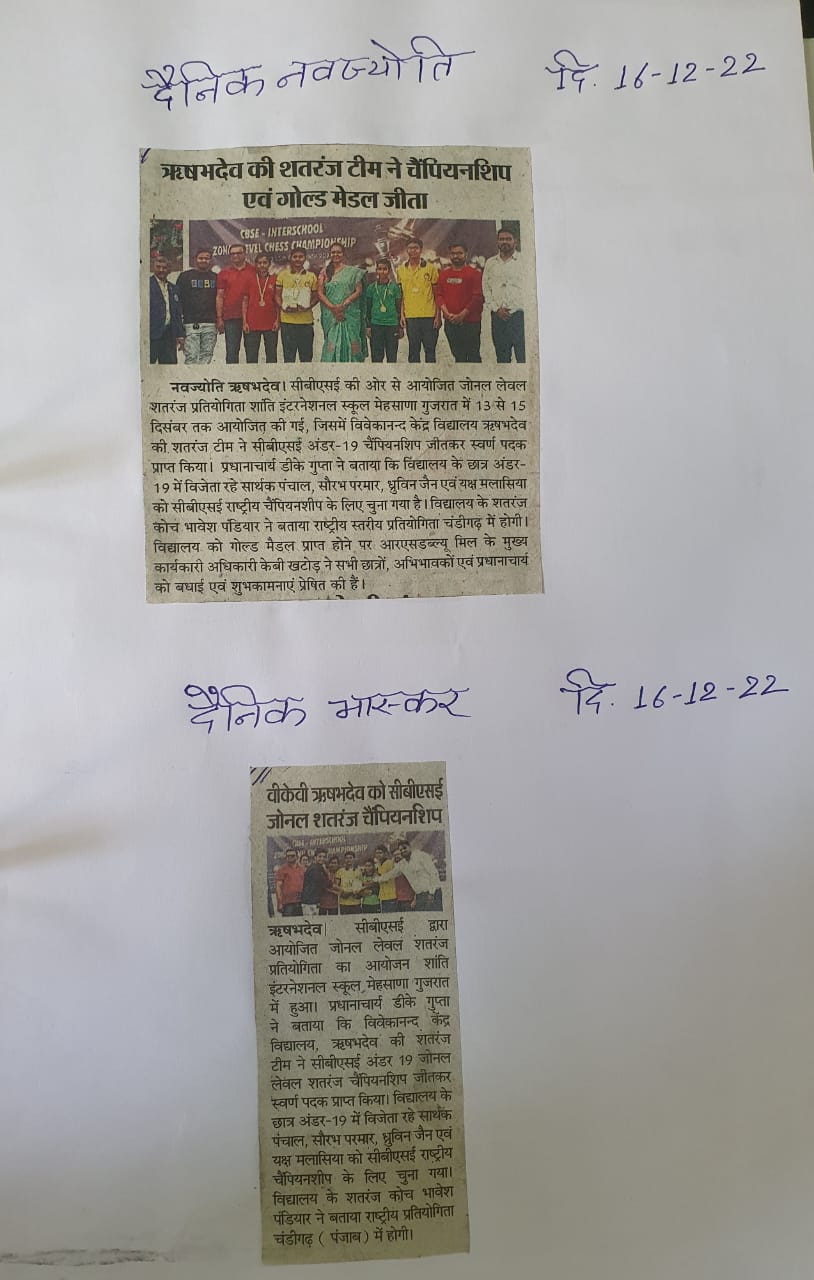 दैनिक नवज्योति दि. 16-12-22
ऋषभदेव की शतरंज टीम ने चैंपियनशिप
एवं गोल्ड मेडल जीता
CBSE - INTERSCHOOL
ZONAL LEVEL CHESS CHAMPIONSHIP
नवज्योति ऋषभदेव। सीबीएसई की ओर से आयोजित जोनल लेवल
शतरंज प्रतियोगिता शांति इंटरनेशनल स्कूल मेहसाणा गुजरात में 13 से 15
दिसंबर तक आयोजित की गई, जिसमें विवेकानन्द केंद्रि विद्यालय ऋषभदेव
की शतरंज टीम ने सीबीएसई अंडर-19 चैंपियनशिप जीतकर स्वर्ण पदक
प्राप्त किया। प्रधानाचार्य डीके गुप्ता ने बताया कि विद्यालय के छात्र अंडर-
19 में विजेता रहे सार्थक पंचाल, सौरभ परमार, ध्रुविन जैन एवं यक्ष मलासिया
को सीबीएसई राष्ट्रीय चैंपियनशीप के लिए चुना गया है। विद्यालय के शतरंज
कोच भावेश पंडियार ने बताया राष्ट्रीय स्तरीय प्रतियोगिता चंडीगढ़ में होगी।
विद्यालय को गोल्ड मैडल प्राप्त होने पर आरएसडब्ल्यू मिल के मुख्य
कार्यकारी अधिकारी केबी खटोड़ ने सभी छात्रों, अभिभावकों एवं प्रधानाचार्य
को बधाई एवं शुभकामनाएं प्रेषित की हैं।
दैनिक भास्कर दि. 16-12-22
वीकेवी ऋषभदेव को सीबीएसई
जोनल शतरंज चैंपियनशिप
CBSE - INTERSCHOOL
ऋषभदेव| सीबीएसई द्वारा
आयोजित जोनल लेवल शतरंज
प्रतियोगिता का आयोजन शांति
इंटरनेशनल स्कूल मेहसाणा गुजरात
में हुआ। प्रधानाचार्य डीके गुप्ता
ने बताया कि विवेकानन्द केंद्र
विद्यालय, ऋषभदेव की शतरंज
टीम ने सीबीएसई अंडर 19 जोनल
लेवल शतरंज चैंपियनशिप जीतकर
स्वर्ण पदक प्राप्त किया। विद्यालय के
छात्र अंडर-19 में विजेता रहे सार्थक
पंचाल, सौरभ परमार, ध्रुविन जैन एवं
यक्ष मलासिया को सीबीएसई राष्ट्रीय
चैंपियनशीप के लिए चुना गया।
विद्यालय के शतरंज कोच भावेश
पंडियार ने बताया राष्ट्रीय प्रतियोगिता
चंडीगढ़ ( पंजाब ) में होगी।